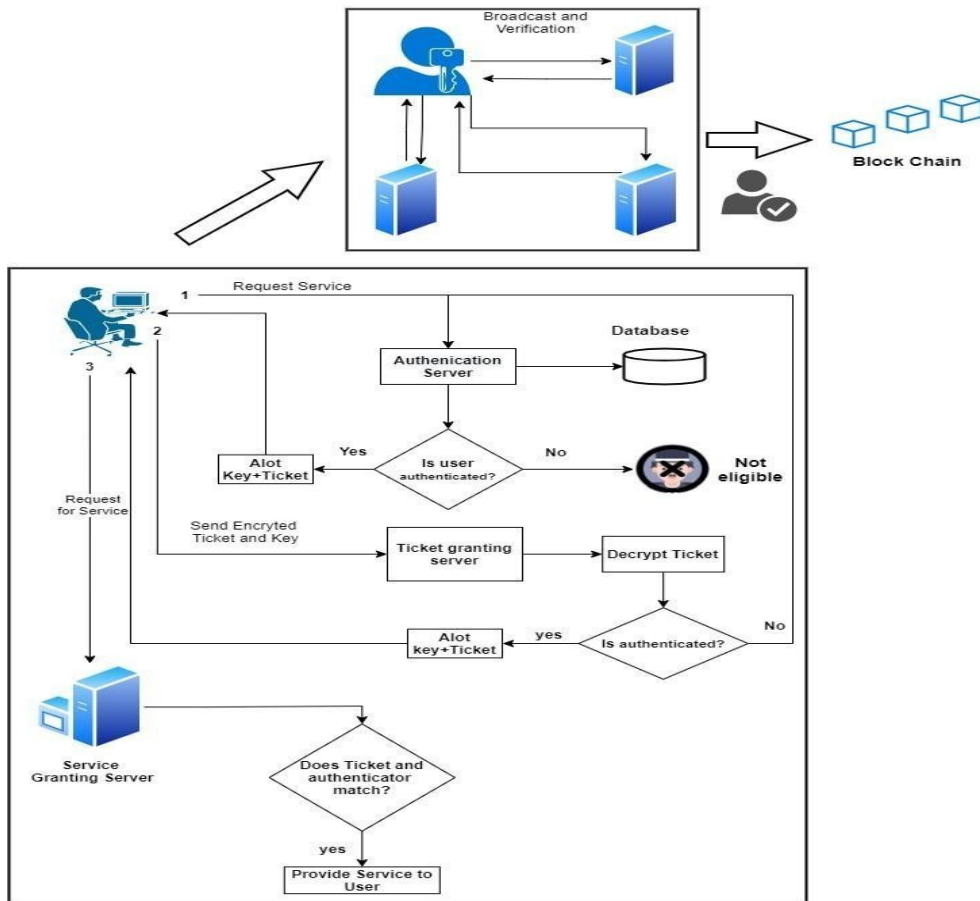 Broadcast and
Verification
Block Chain
1
Request Service
2
3
Database
Authenication
Server
Yes
Alot
Key+Ticket
Is user
authenticated?
No
Not
eligible
Request
for Service
Send Encryted
Ticket and Key
Ticket granting
server
Decrypt Ticket
Alot
key+Ticket
yes
Is authenticated?
No
Service
Granting Server
Does Ticket and
authenticator
match?
yes
Provide Service to
User